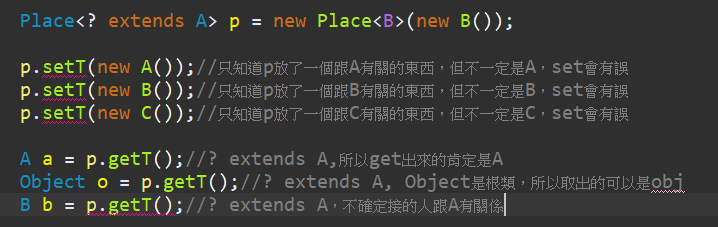 Place<? extends A> p = new Place<B>(new B());
p.setT(new A());//只知道p放了一個跟A有關的東西，但不一定是A，set會有誤
p.setT(new B());//只知道p放了一個跟B有關的東西，但不一定是B，set會有誤
p.setT(new C());//只知道p放了一個跟C有關的東西，但不一定是C，set會有誤
A a = p.getT();//? extends A,所以get出來的肯定是A
Object o = p.getT();//? extends A, Object是根類，所以取出的可以是obj
B b = p.getT();//? extends A，不確定接的人跟A有關係